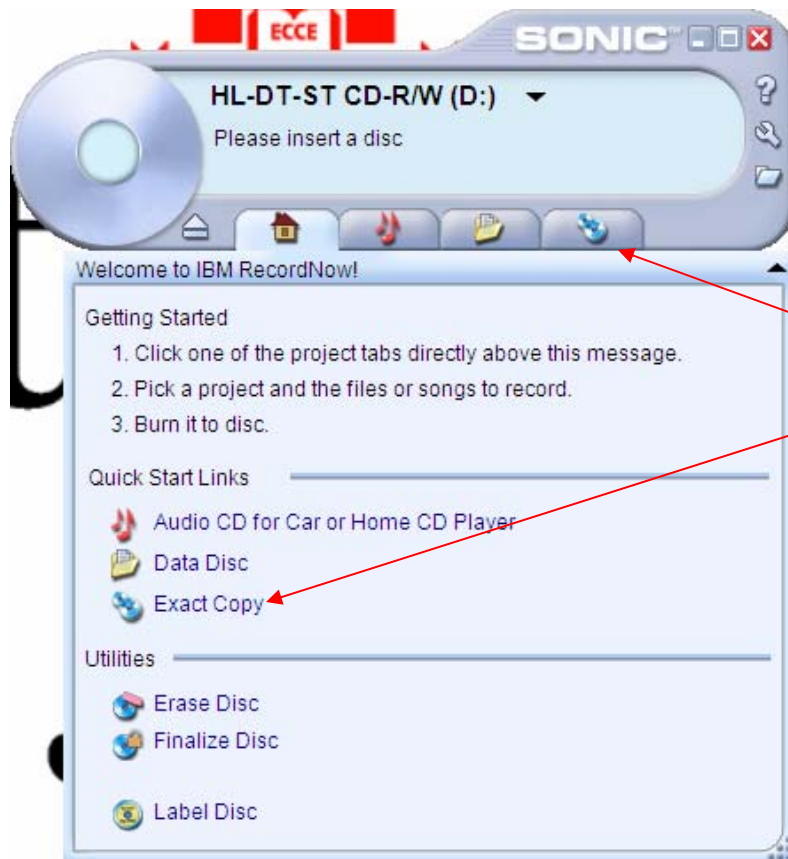 ECCE
SONIC
HL-DT-ST CD-R/W (D:)
Please insert a disc
Welcome to IBM RecordNow!
Getting Started
1. Click one of the project tabs directly above this message.
2. Pick a project and the files or songs to record.
3. Burn it to disc.
Quick Start Links
Audio CD for Car or Home CD Player
Data Disc
Exact Copy
Utilities
Erase Disc
Finalize Disc
Label Disc